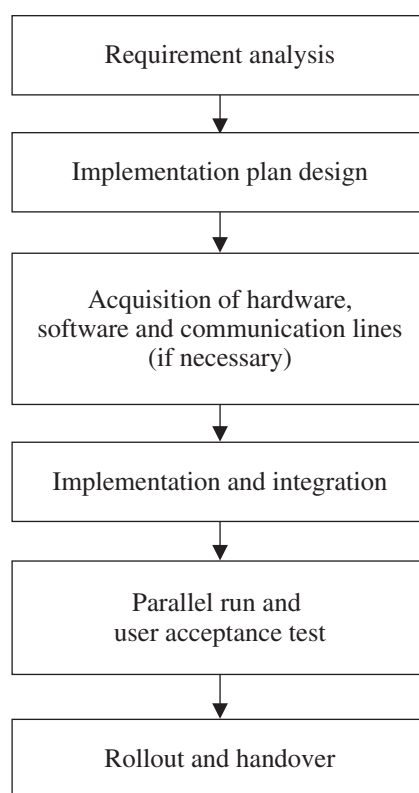 Requirement analysis
Implementation plan design
Acquisition of hardware,
software and communication lines
(if necessary)
Implementation and integration
Parallel run and
user acceptance test
Rollout and handover